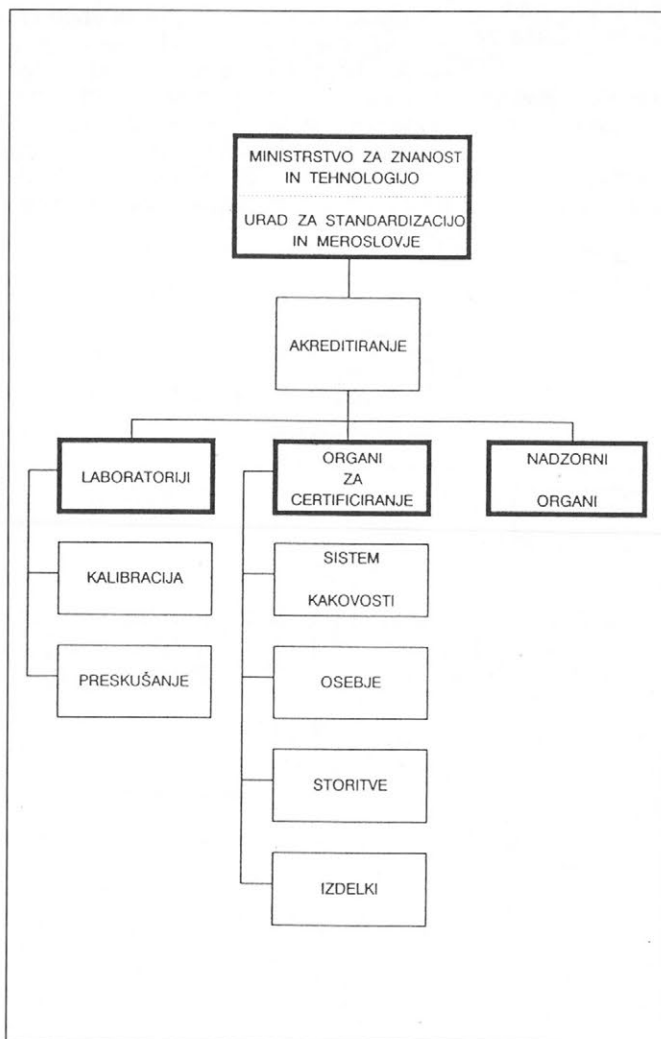 MINISTRSTVO ZA ZNANOST
IN TEHNOLOGIJO
URAD ZA STANDARDIZACIJO
IN MEROSLOVJE
AKREDITIRANJE
LABORATORIJI
KALIBRACIJA
PRESKUŠANJE
ORGANI
ZA
CERTIFICIRANJE
SISTEM
KAKOVOSTI
OSEBJE
STORITVE
IZDELKI
NADZORNI
ORGANI